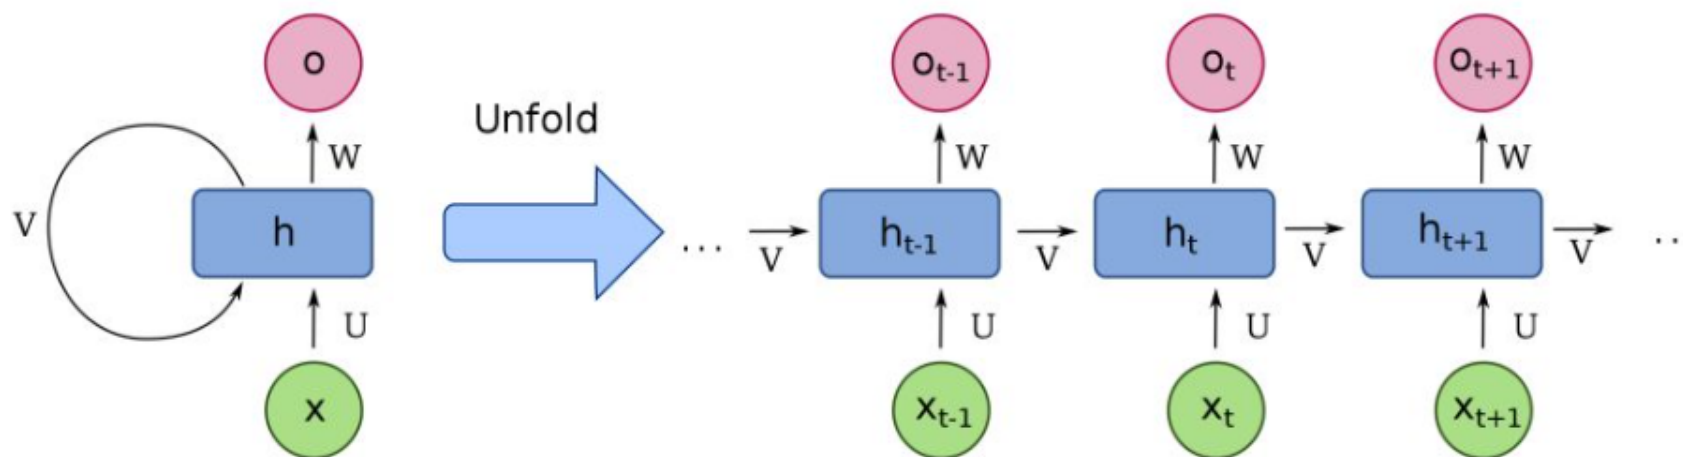 o
o_{t-1}
o_t
o_{t+1}
Unfold
W
W
W
W
V
h
...
V
h_{t-1}
V
h_t
V
h_{t+1}
V
..
U
U
U
U
x
x_{t-1}
x_t
x_{t+1}